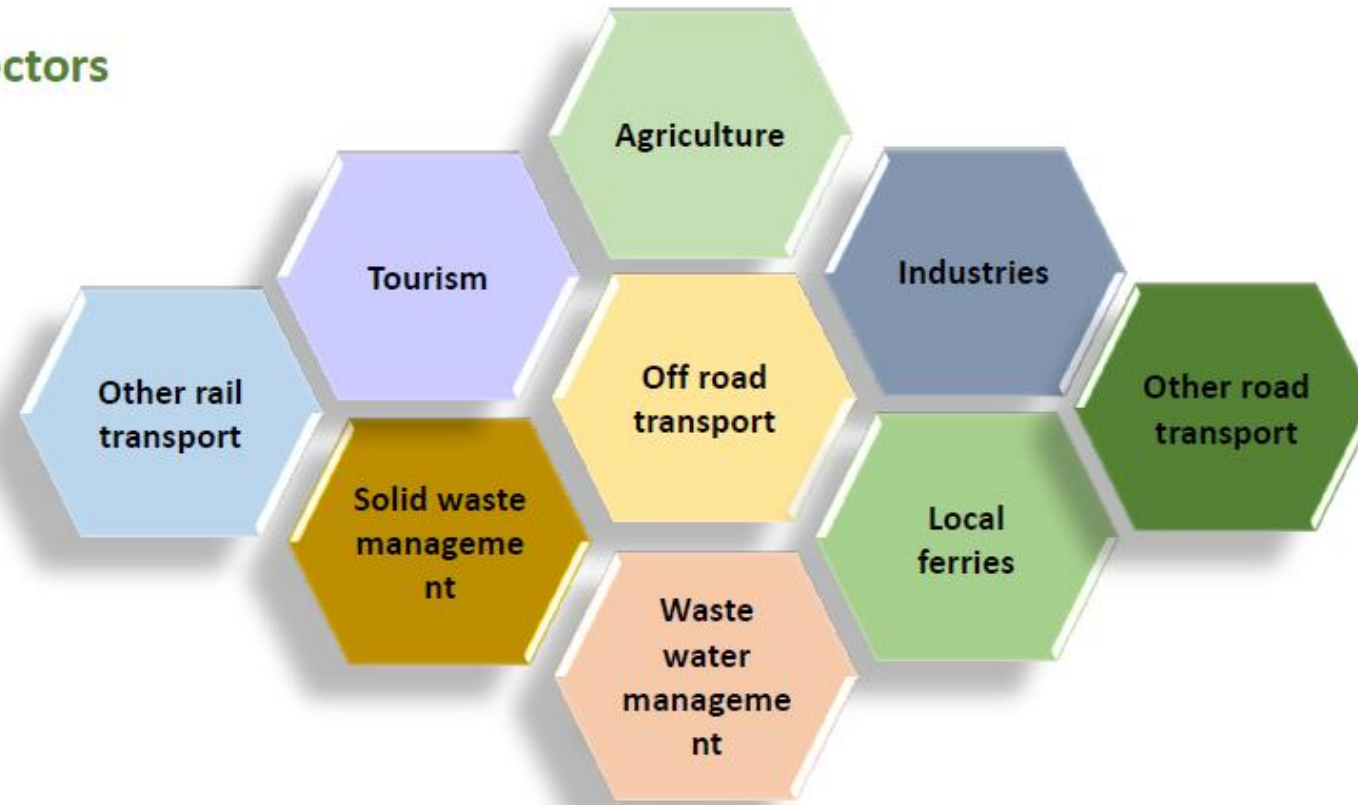 ctors
Agriculture
Tourism
Industries
Other rail
transport
Off road
transport
Other road
transport
Solid waste
manageme
nt
Local
ferries
Waste
water
manageme
nt